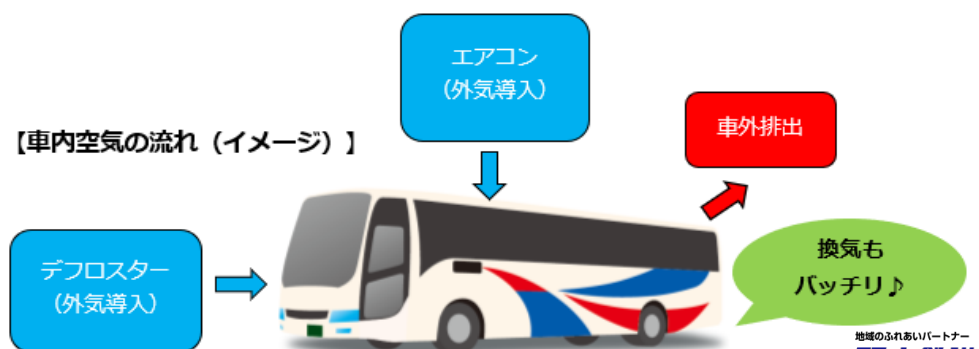 エアコン
(外気導入)
車外排出
【車内空気の流れ(イメージ)】
デフロスター
(外気導入)
換気も
バッチリ♪
地域のふれあいパートナー